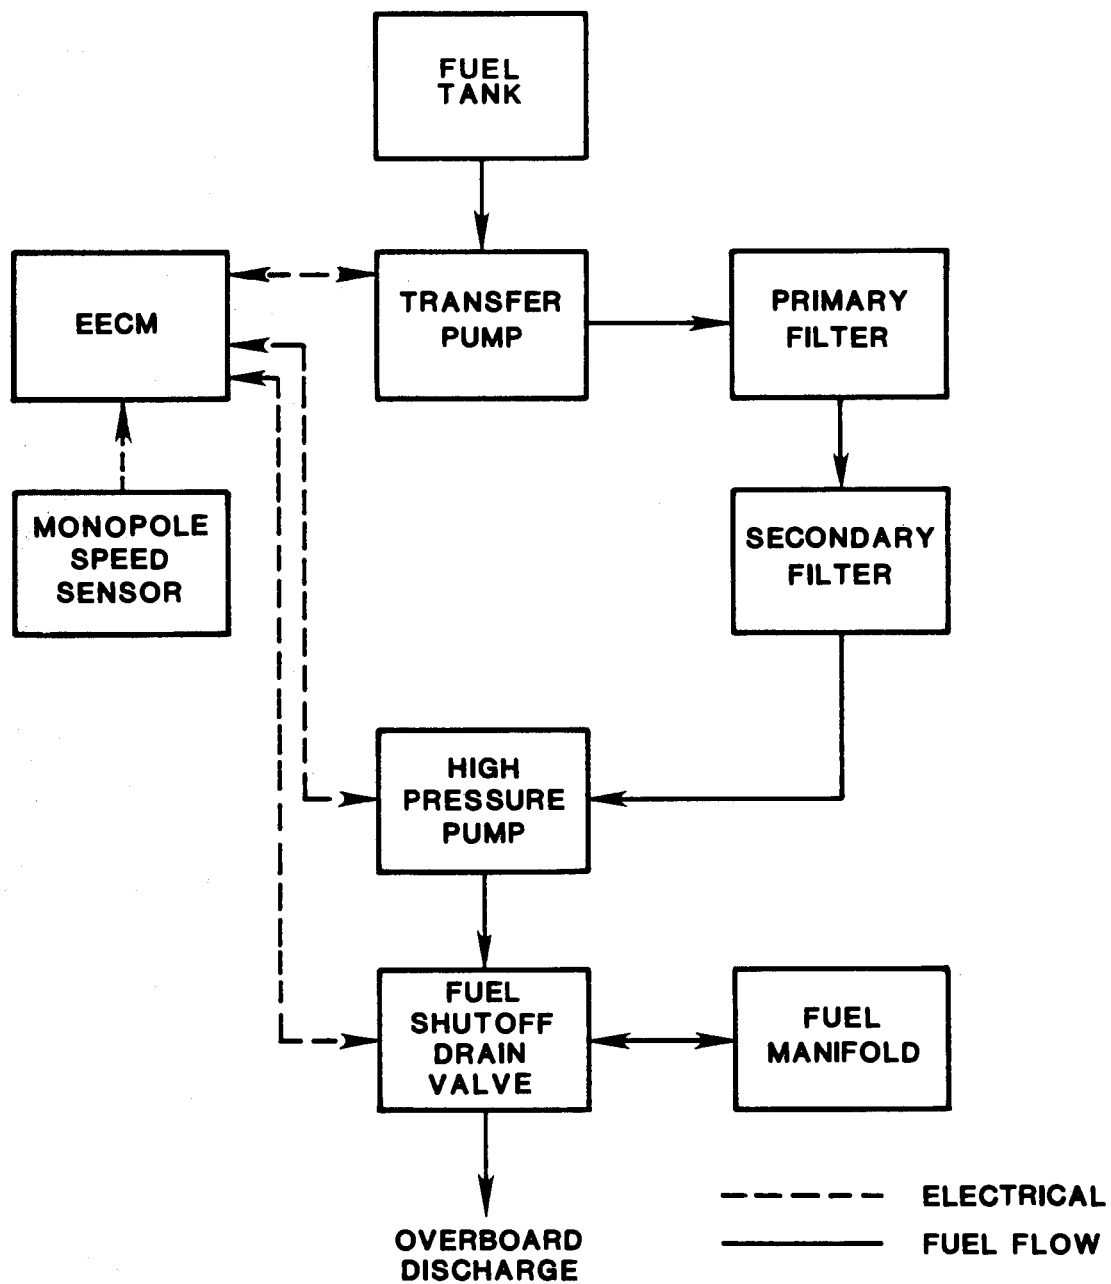 FUEL
TANK
EECM
TRANSFER
PUMP
PRIMARY
FILTER
MONOPOLE
SPEED
SENSOR
SECONDARY
FILTER
HIGH
PRESSURE
PUMP
FUEL
SHUTOFF
DRAIN
VALVE
FUEL
MANIFOLD
ELECTRICAL
FUEL FLOW
OVERBOARD
DISCHARGE